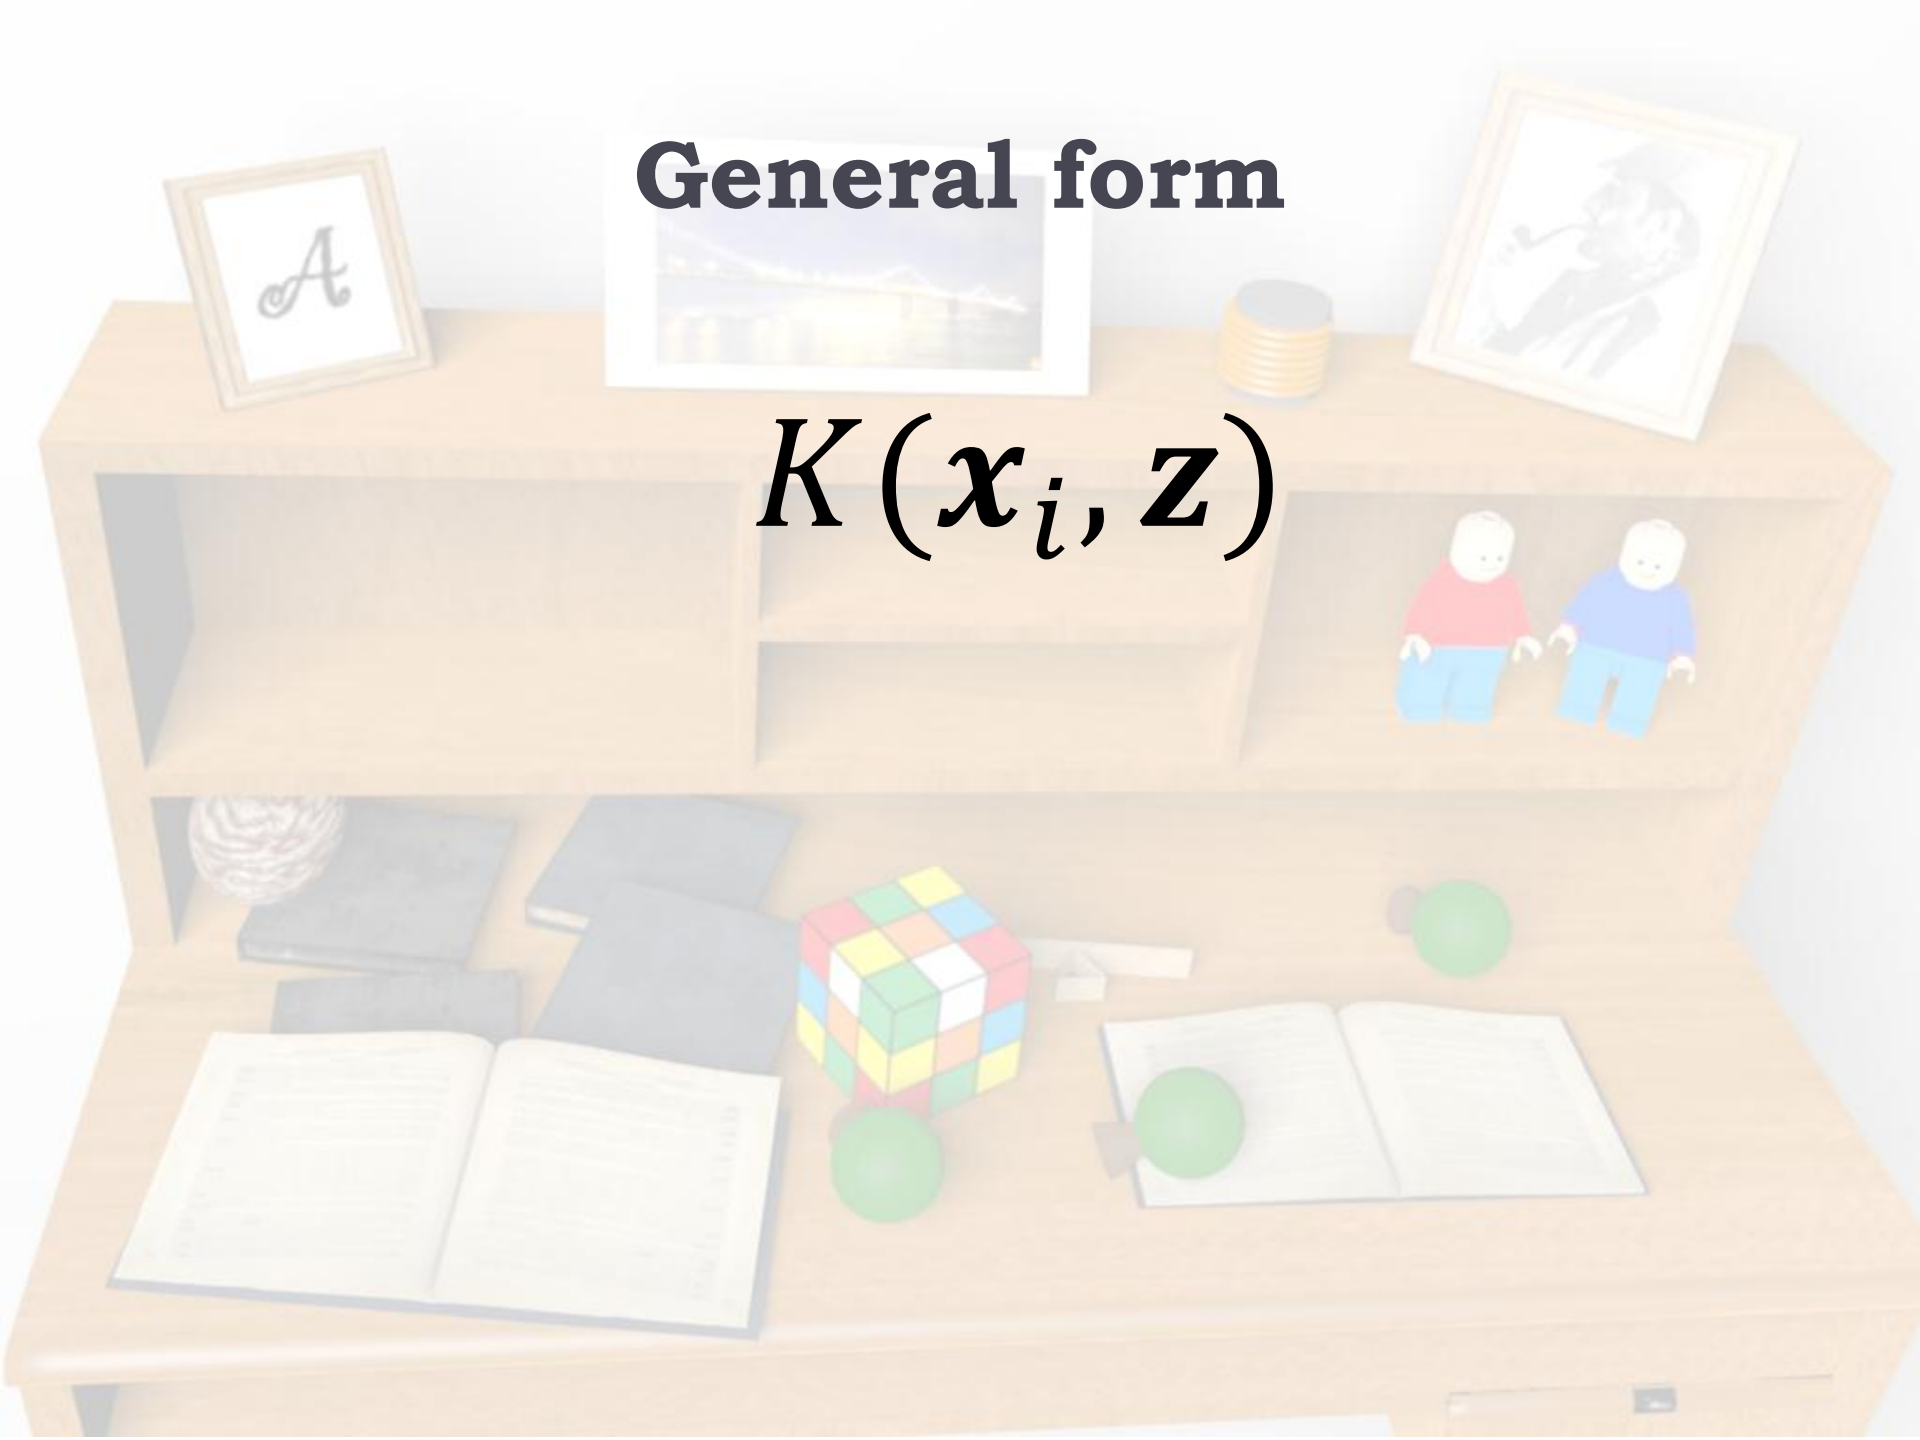 General form
A
K(𝒙ᵢ, 𝒛)